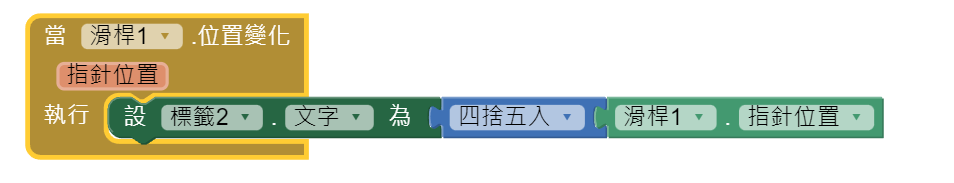 當 滑桿1 .位置變化
指針位置
執行 設 標籤2 . 文字 為 四捨五入 滑桿1 . 指針位置